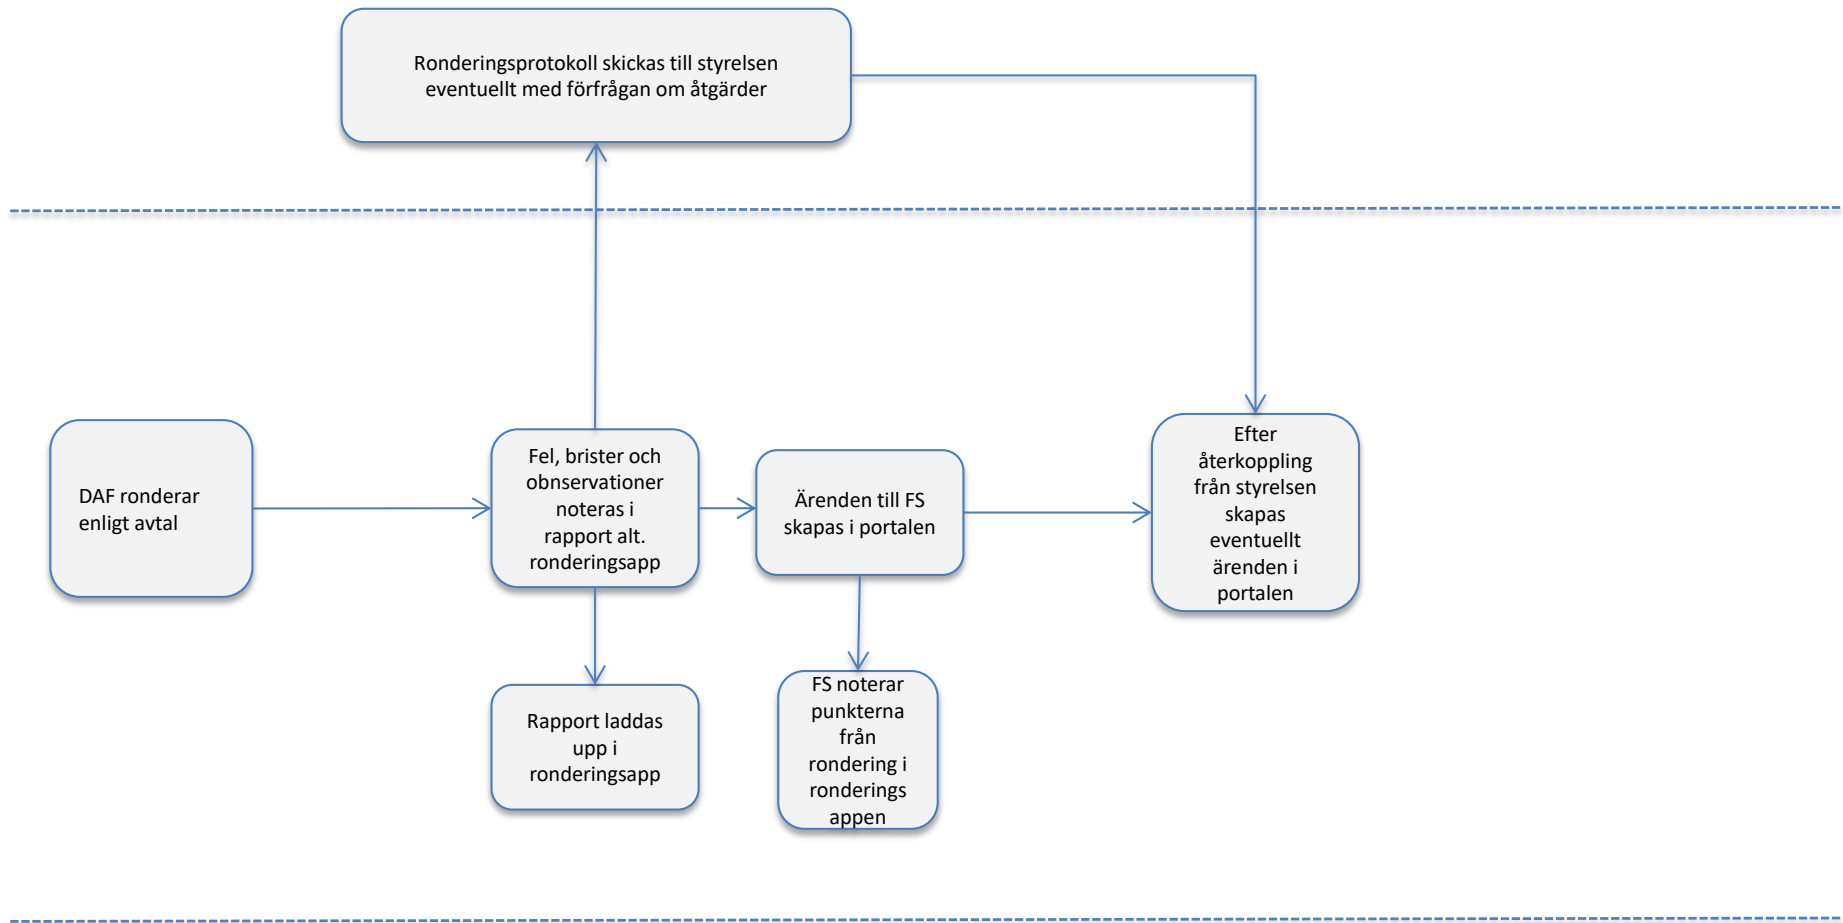 Ronderingsprotokoll skickas till styrelsen
eventuellt med förfrågan om åtgärder
DAF ronderar
enligt avtal
Fel, brister och
obnservationer
noteras i
rapport alt.
ronderingsapp
Ärenden till FS
skapas i portalen
Efter
återkoppling
från styrelsen
skapas
eventuellt
ärenden i
portalen
Rapport laddas
upp i
ronderingsapp
FS noterar
punkterna
från
rondering i
ronderings
appen